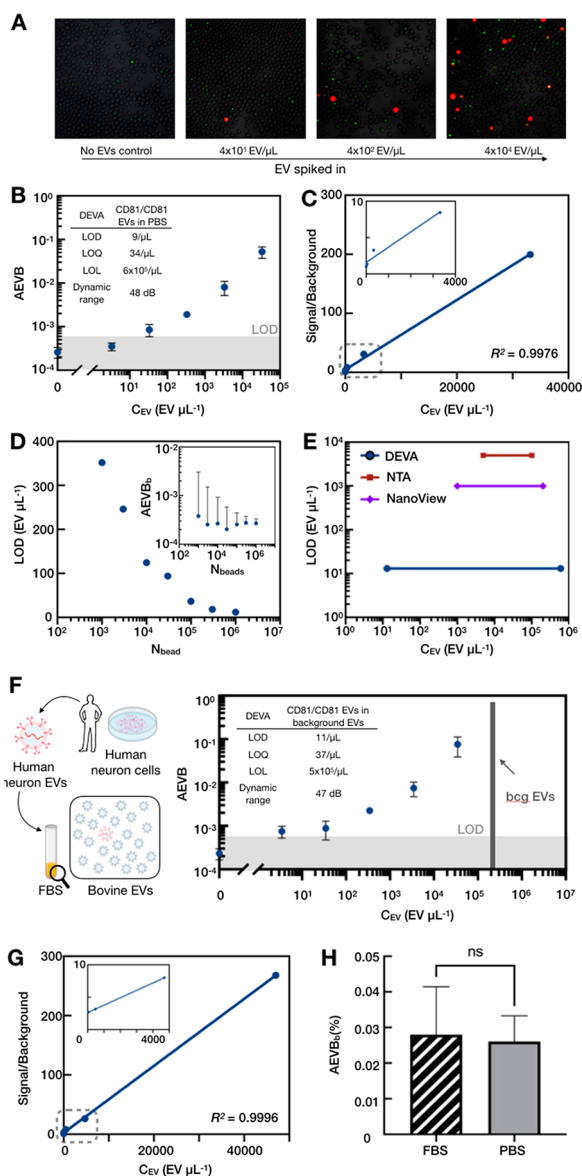 A
No EVs control
4x10¹ EV/µL
4x10² EV/µL
4x10⁴ EV/µL
EV spiked in
B
10⁰
10⁻¹
10⁻²
10⁻³
10⁻⁴
AEVB
DEVA
CD81/CD81
EVs in PBS
LOD
9/µL
LOQ
34/µL
LOL
6x10⁵/µL
Dynamic
range
48 dB
LOD
0
10¹
10²
10³
10⁴
10⁵
C_EV (EV µL⁻¹)
C
300
200
100
0
Signal/Background
10
0
0
4000
R² = 0.9976
0
20000
40000
C_EV (EV µL⁻¹)
D
400
300
200
100
0
LOD (EV µL⁻¹)
10⁻²
10⁻³
10⁻⁴
AEVB_b
10²
10⁴
10⁶
N_beads
10²
10³
10⁴
10⁵
10⁶
10⁷
N_bead
E
10⁴
10³
10²
10¹
10⁰
LOD (EV µL⁻¹)
DEVA
NTA
NanoView
10⁰
10¹
10²
10³
10⁴
10⁵
10⁶
C_EV (EV µL⁻¹)
F
Human
neuron EVs
Human
neuron cells
FBS
Bovine EVs
10⁰
10⁻¹
10⁻²
10⁻³
10⁻⁴
AEVB
DEVA
CD81/CD81 EVs in
background EVs
LOD
11/µL
LOQ
37/µL
LOL
5x10⁵/µL
Dynamic
range
47 dB
LOD
bcg EVs
0
10¹
10²
10³
10⁴
10⁵
10⁶
10⁷
C_EV (EV µL⁻¹)
G
300
200
100
0
Signal/Background
10
0
0
4000
R² = 0.9996
0
20000
40000
C_EV (EV µL⁻¹)
H
0.05
0.04
0.03
0.02
0.01
0
AEVB_b(%)
ns
FBS
PBS